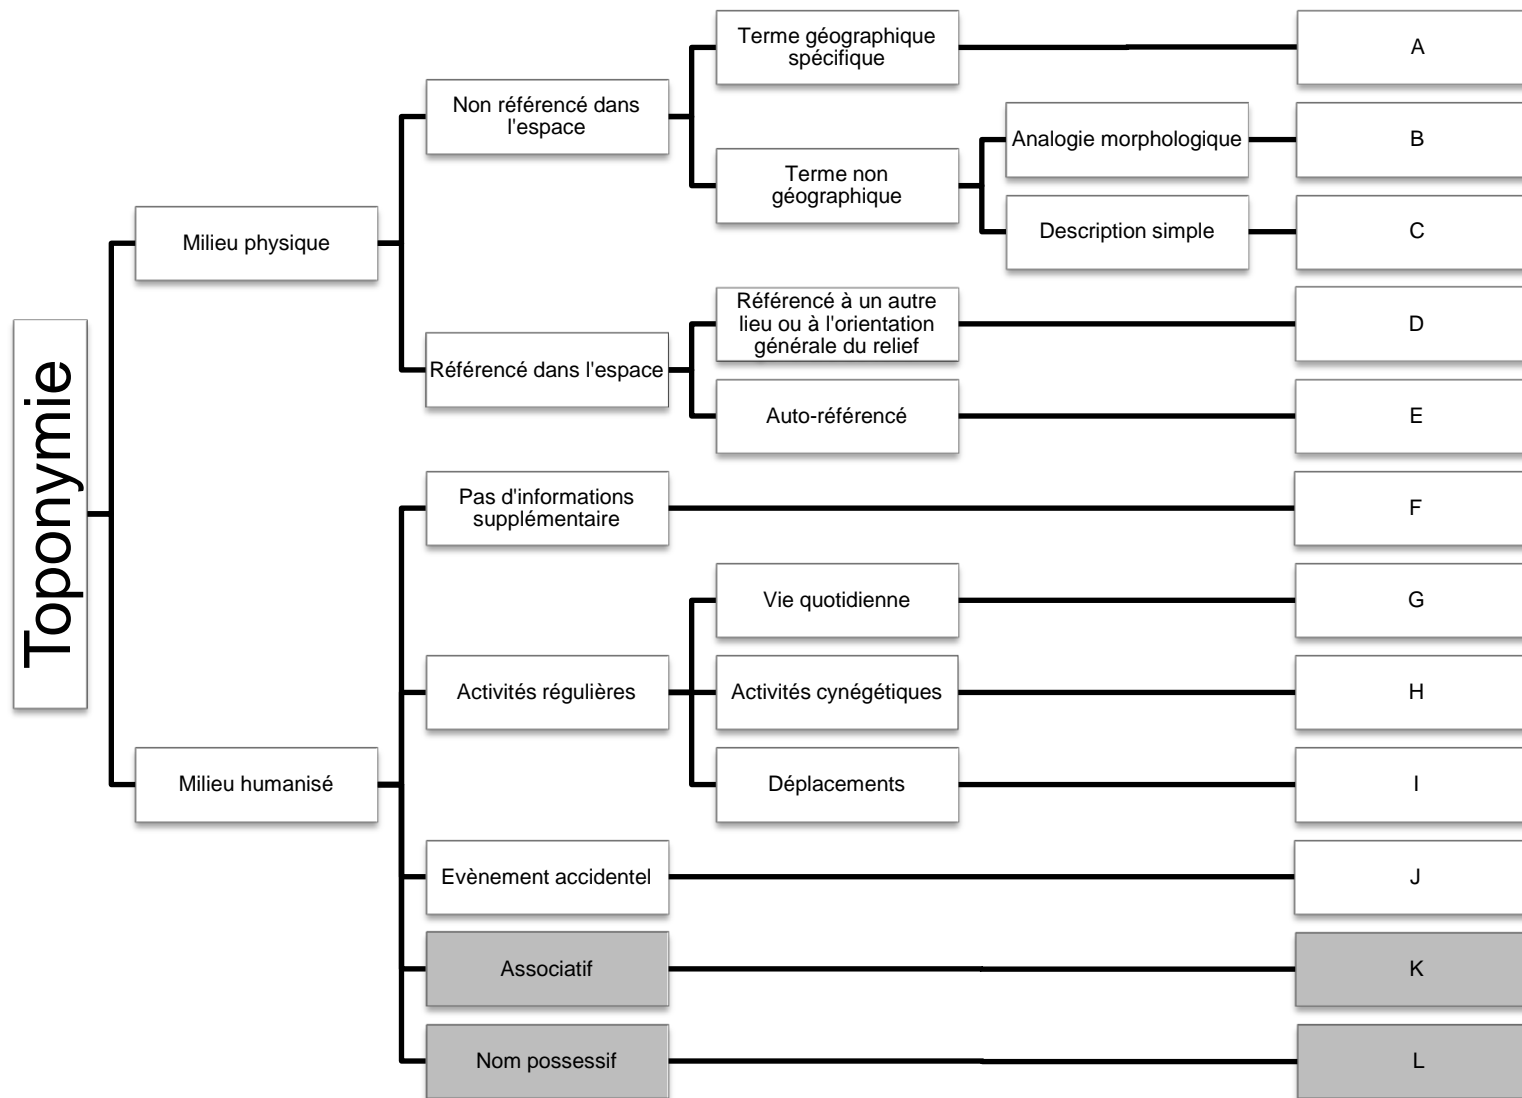 Toponymie
Milieu physique
Non référencé dans
l'espace
Terme géographique
spécifique
A
Terme non
géographique
Analogie morphologique
B
Description simple
C
Référencé dans l'espace
Référencé à un autre
lieu ou à l'orientation
générale du relief
D
Auto-référencé
E
Milieu humanisé
Pas d'informations
supplémentaire
F
Activités régulières
Vie quotidienne
G
Activités cynégétiques
H
Déplacements
I
Evènement accidentel
J
Associatif
K
Nom possessif
L